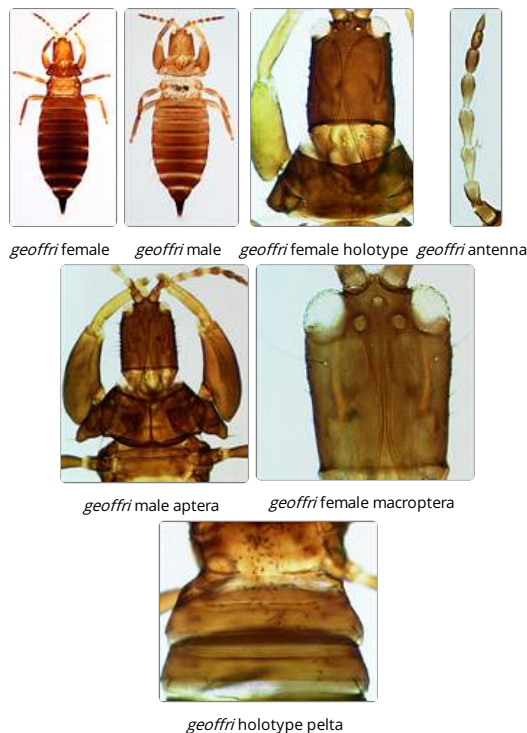 geoffri female
geoffri male
geoffri female holotype
geoffri antenna
geoffri male aptera
geoffri female macroptera
geoffri holotype pelta